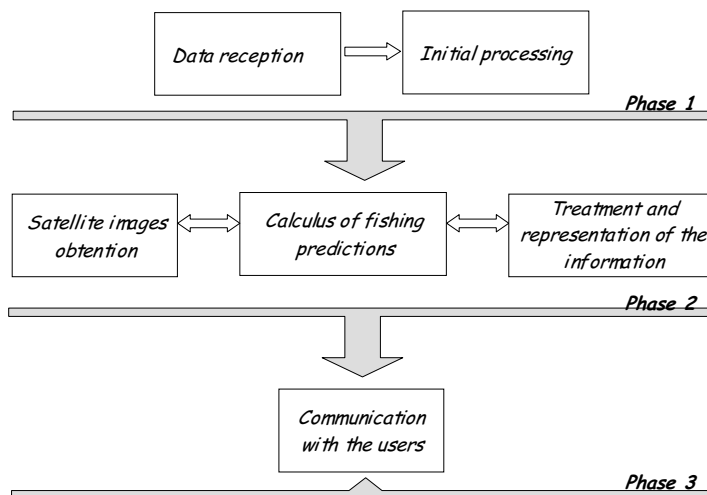 Data reception
Initial processing
Phase 1
Satellite images
obtention
Calculus of fishing
predictions
Treatment and
representation of the
information
Phase 2
Communication
with the users
Phase 3